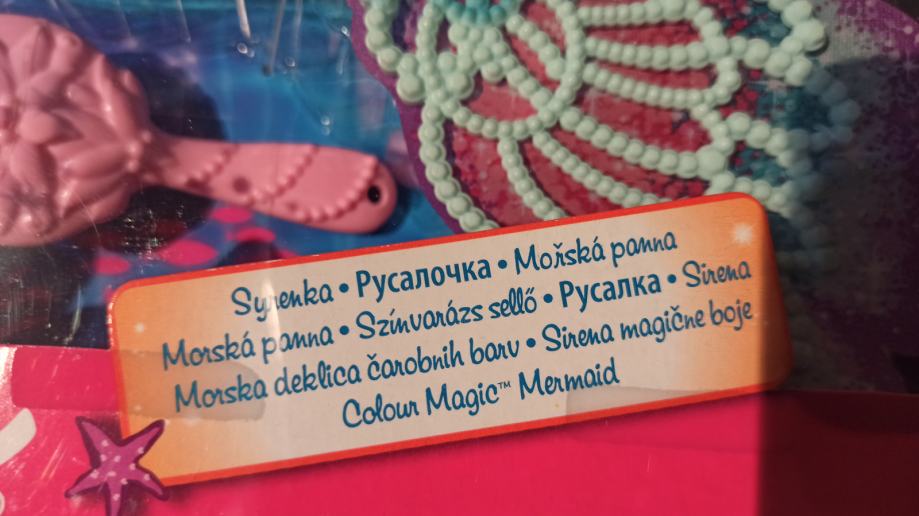 Syrenka • Русалочка • Mořská panna
Morská panna • Színvarázs sellő • Русалка • Sirena
Morska deklica čarobnih barv • Sirena magične boje
Colour Magic™ Mermaid